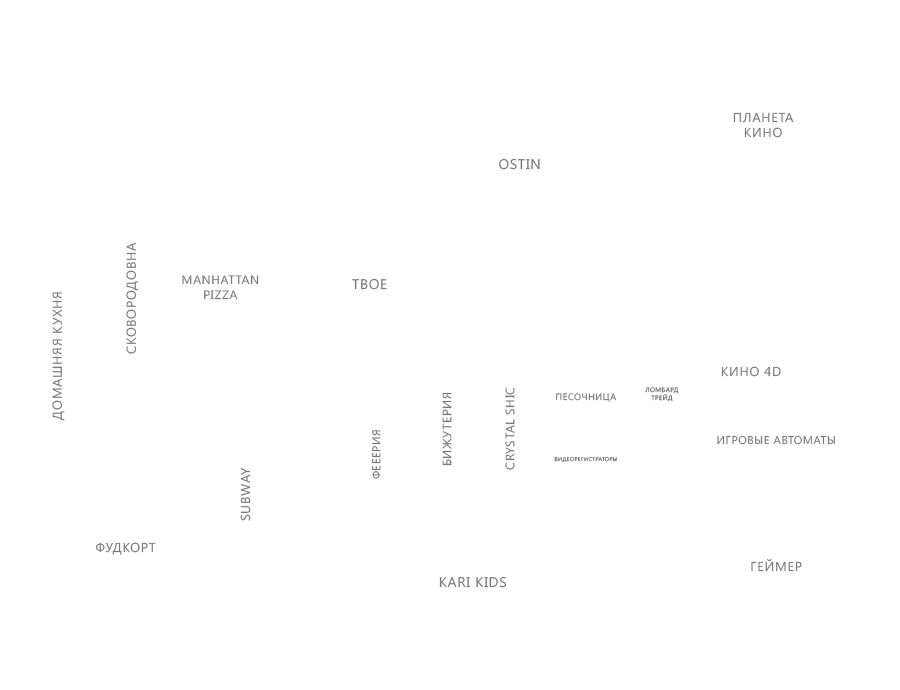 ПЛАНЕТА
КИНО
OSTIN
СКОВОРОДОВНА
MANHATTAN
PIZZA
ТВОЕ
ДОМАШНЯЯ КУХНЯ
КИНО 4D
ЛОМБАРД
ТРЕЙД
ПЕСОЧНИЦА
CRYSTAL SHIC
БИЖУТЕРИЯ
ФЕЕЕРИЯ
ИГРОВЫЕ АВТОМАТЫ
ВИДЕОРЕГИСТРАТОРЫ
SUBWAY
ФУДКОРТ
ГЕЙМЕР
KARI KIDS